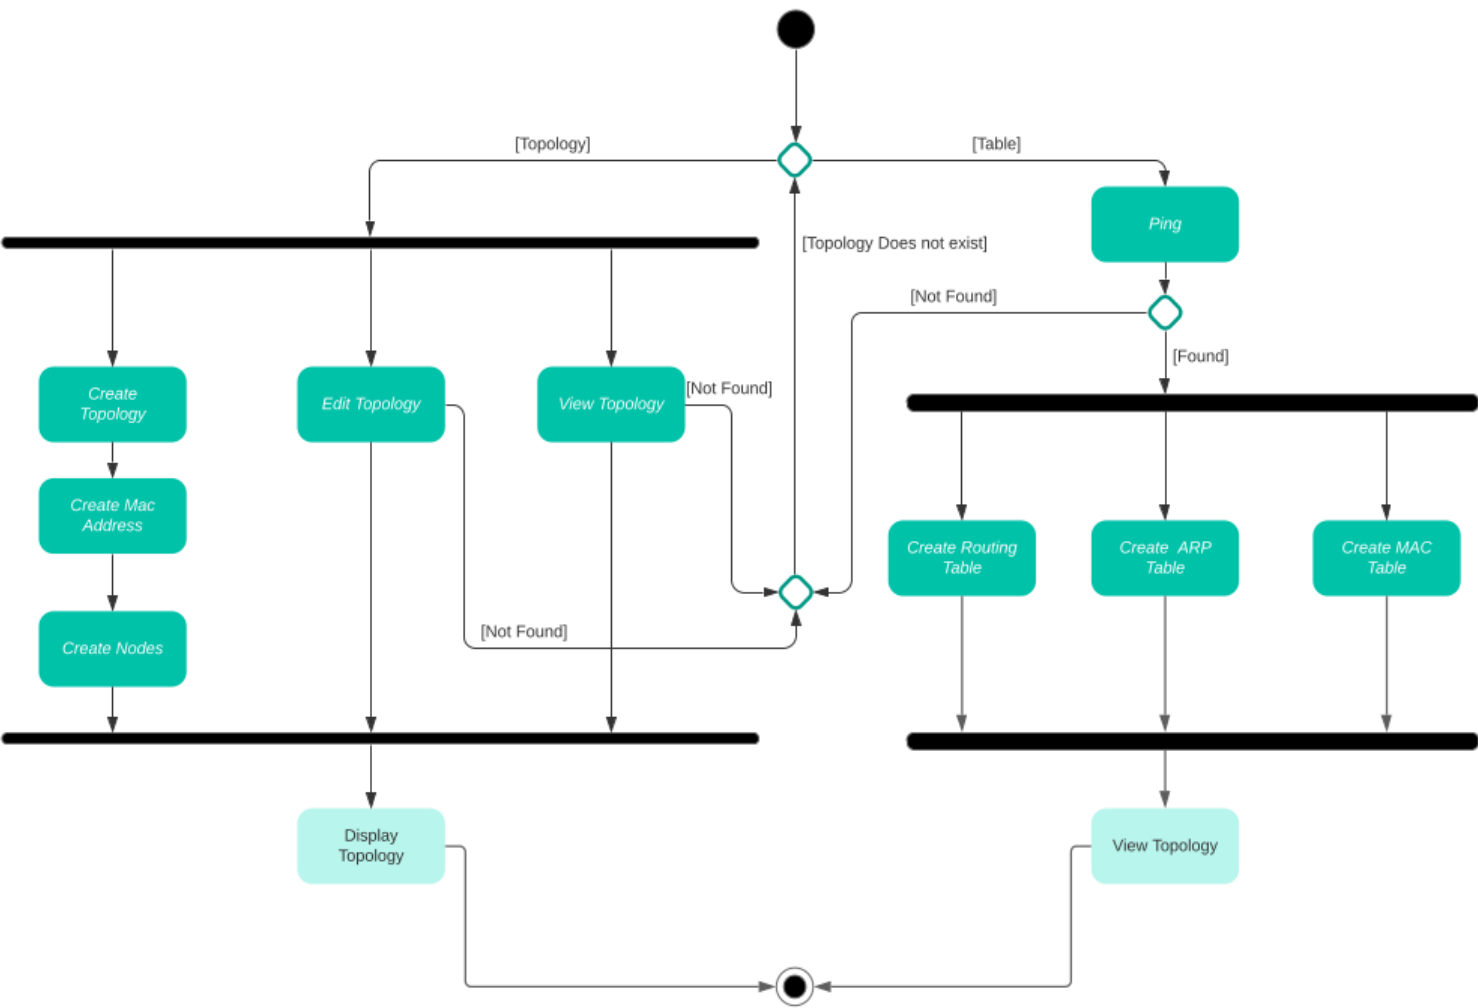 [Topology]
[Table]
Ping
[Topology Does not exist]
[Not Found]
[Found]
Create
Topology
Edit Topology
View Topology
[Not Found]
Create Mac
Address
Create Routing
Table
Create  ARP
Table
Create MAC
Table
[Not Found]
Create Nodes
Display
Topology
View Topology